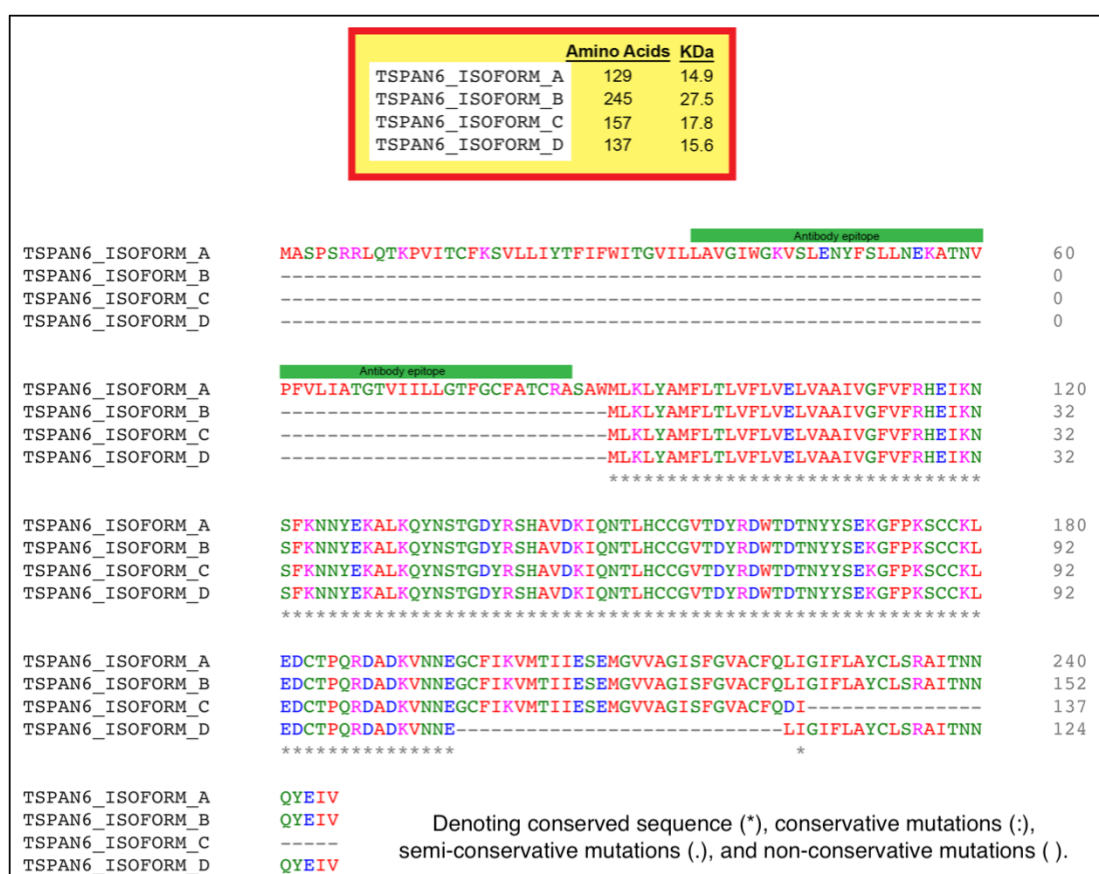 Amino Acids KDa
TSPAN6_ISOFORM_A 129 14.9
TSPAN6_ISOFORM_B 245 27.5
TSPAN6_ISOFORM_C 157 17.8
TSPAN6_ISOFORM_D 137 15.6
Antibody epitope
TSPAN6_ISOFORM_A MASPSRRLQTKPVITCFKSVLLIYTFIFWITGVILLAVGIWGKVSLENYFSLLNEKATNV 60
TSPAN6_ISOFORM_B ------------------------------------------------------------ 0
TSPAN6_ISOFORM_C ------------------------------------------------------------ 0
TSPAN6_ISOFORM_D ------------------------------------------------------------ 0
Antibody epitope
TSPAN6_ISOFORM_A PFVLIATGTVIILLGTFGCFATCRASAWMLKLYAMFLTLVFLVELVAAIVGFVFRHEIKN 120
TSPAN6_ISOFORM_B ----------------------------MLKLYAMFLTLVFLVELVAAIVGFVFRHEIKN 32
TSPAN6_ISOFORM_C ----------------------------MLKLYAMFLTLVFLVELVAAIVGFVFRHEIKN 32
TSPAN6_ISOFORM_D ----------------------------MLKLYAMFLTLVFLVELVAAIVGFVFRHEIKN 32
********************************
TSPAN6_ISOFORM_A SFKNNYEKALKQYNSTGDYRSHAVDKIQNTLHCCGVTDYRDWTDTNYYSEKGFPKSCCKL 180
TSPAN6_ISOFORM_B SFKNNYEKALKQYNSTGDYRSHAVDKIQNTLHCCGVTDYRDWTDTNYYSEKGFPKSCCKL 92
TSPAN6_ISOFORM_C SFKNNYEKALKQYNSTGDYRSHAVDKIQNTLHCCGVTDYRDWTDTNYYSEKGFPKSCCKL 92
TSPAN6_ISOFORM_D SFKNNYEKALKQYNSTGDYRSHAVDKIQNTLHCCGVTDYRDWTDTNYYSEKGFPKSCCKL 92
************************************************************
TSPAN6_ISOFORM_A EDCTPQRDADKVNNEGCFIKVMTIIESEMGVVAGISFGVACFQLIGIFLAYCLSRAITNN 240
TSPAN6_ISOFORM_B EDCTPQRDADKVNNEGCFIKVMTIIESEMGVVAGISFGVACFQLIGIFLAYCLSRAITNN 152
TSPAN6_ISOFORM_C EDCTPQRDADKVNNEGCFIKVMTIIESEMGVVAGISFGVACFQDI--------------- 137
TSPAN6_ISOFORM_D EDCTPQRDADKVNNE----------------------------LIGIFLAYCLSRAITNN 124
*************** *
TSPAN6_ISOFORM_A QYEIV
TSPAN6_ISOFORM_B QYEIV
TSPAN6_ISOFORM_C -----
TSPAN6_ISOFORM_D QYEIV
Denoting conserved sequence (*), conservative mutations (:),
semi-conservative mutations (.), and non-conservative mutations ( ).